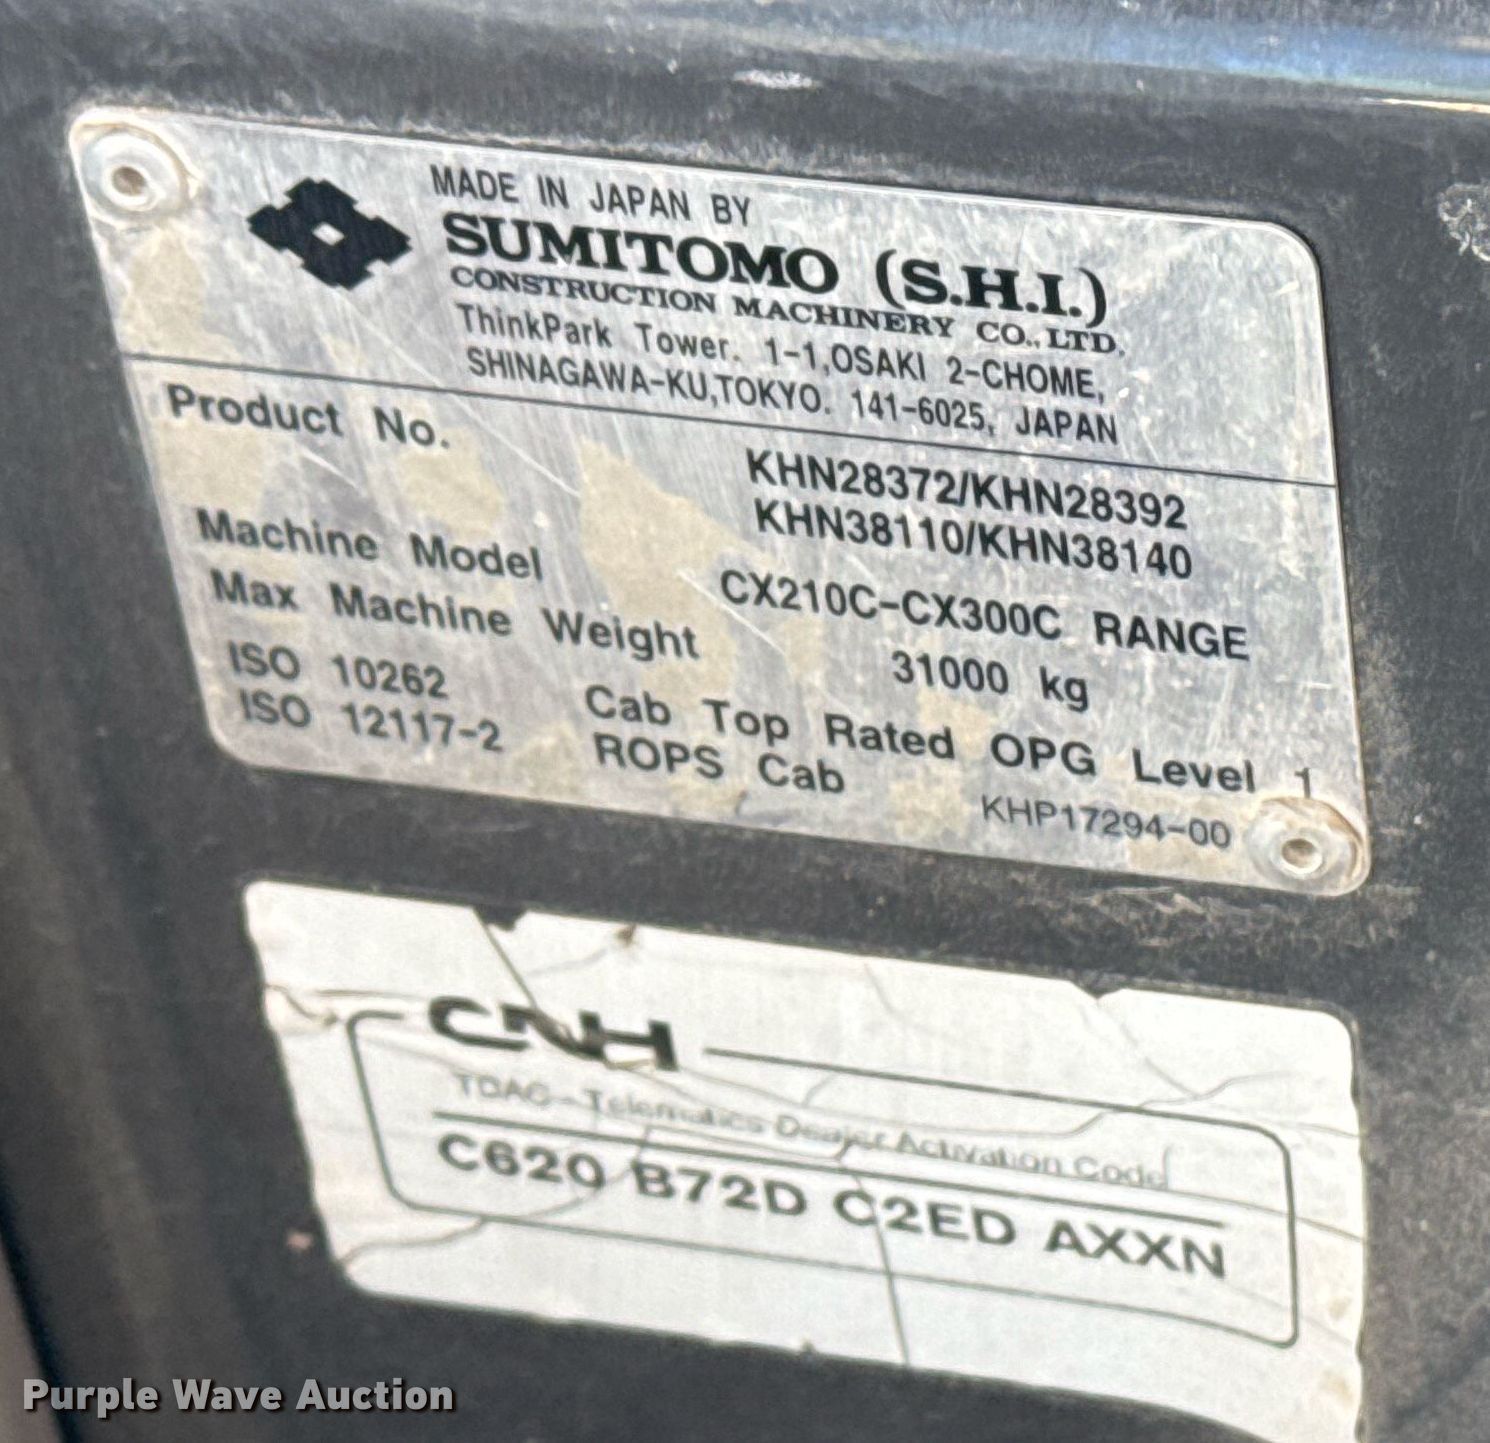 MADE IN JAPAN BY
SUMITOMO (S.H.I.)
CONSTRUCTION MACHINERY CO., LTD.
ThinkPark Tower. 1-1,OSAKI 2-CHOME,
SHINAGAWA-KU,TOKYO. 141-6025, JAPAN
Product No.
KHN28372/KHN28392
KHN38110/KHN38140
Machine Model CX210C-CX300C RANGE
Max Machine Weight 31000 kg
ISO 10262 Cab Top Rated OPG Level 1
ISO 12117-2 ROPS Cab
KHP17294-00
CNH
TDAC-Telematics Dealer Activation Code
C620 B72D C2ED AXXN
Purple Wave Auction